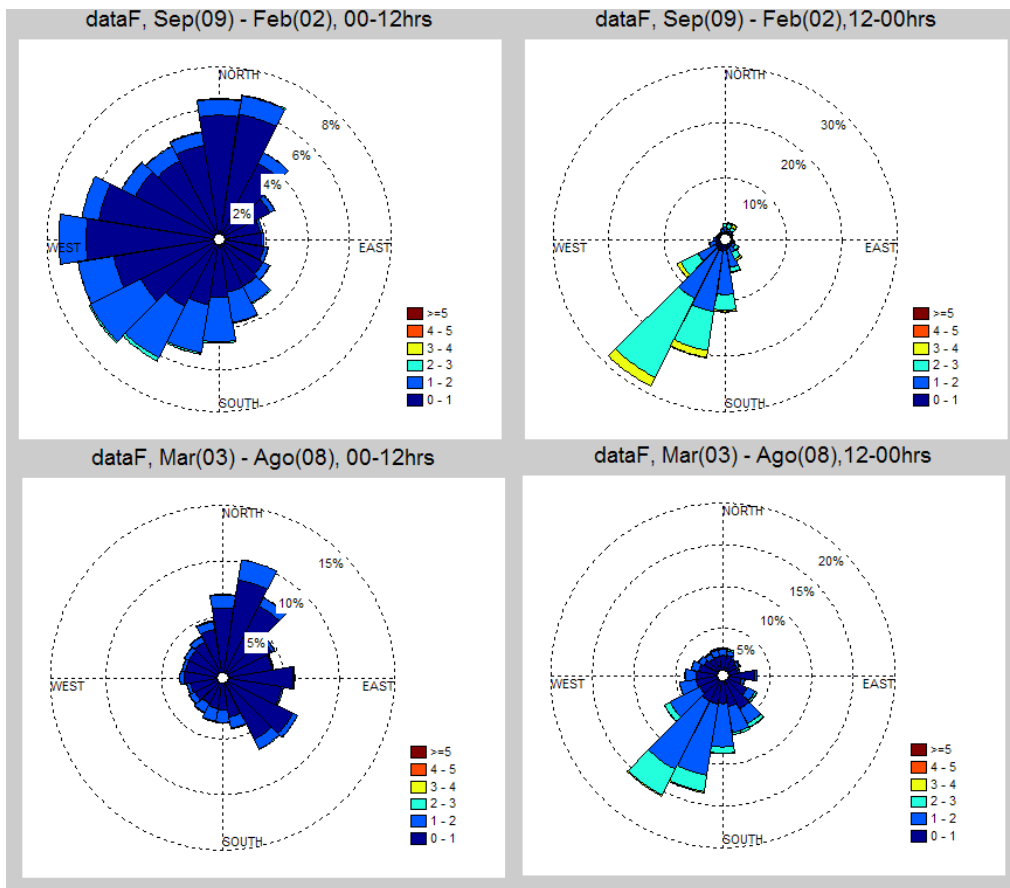 dataF, Sep(09) - Feb(02), 00-12hrs
NORTH
8%
6%
4%
2%
WEST
EAST
SOUTH
>=5
4 - 5
3 - 4
2 - 3
1 - 2
0 - 1
dataF, Sep(09) - Feb(02),12-00hrs
NORTH
30%
20%
10%
WEST
EAST
SOUTH
>=5
4 - 5
3 - 4
2 - 3
1 - 2
0 - 1
dataF, Mar(03) - Ago(08), 00-12hrs
NORTH
15%
10%
5%
WEST
EAST
SOUTH
>=5
4 - 5
3 - 4
2 - 3
1 - 2
0 - 1
dataF, Mar(03) - Ago(08),12-00hrs
NORTH
20%
15%
10%
5%
WEST
EAST
SOUTH
>=5
4 - 5
3 - 4
2 - 3
1 - 2
0 - 1